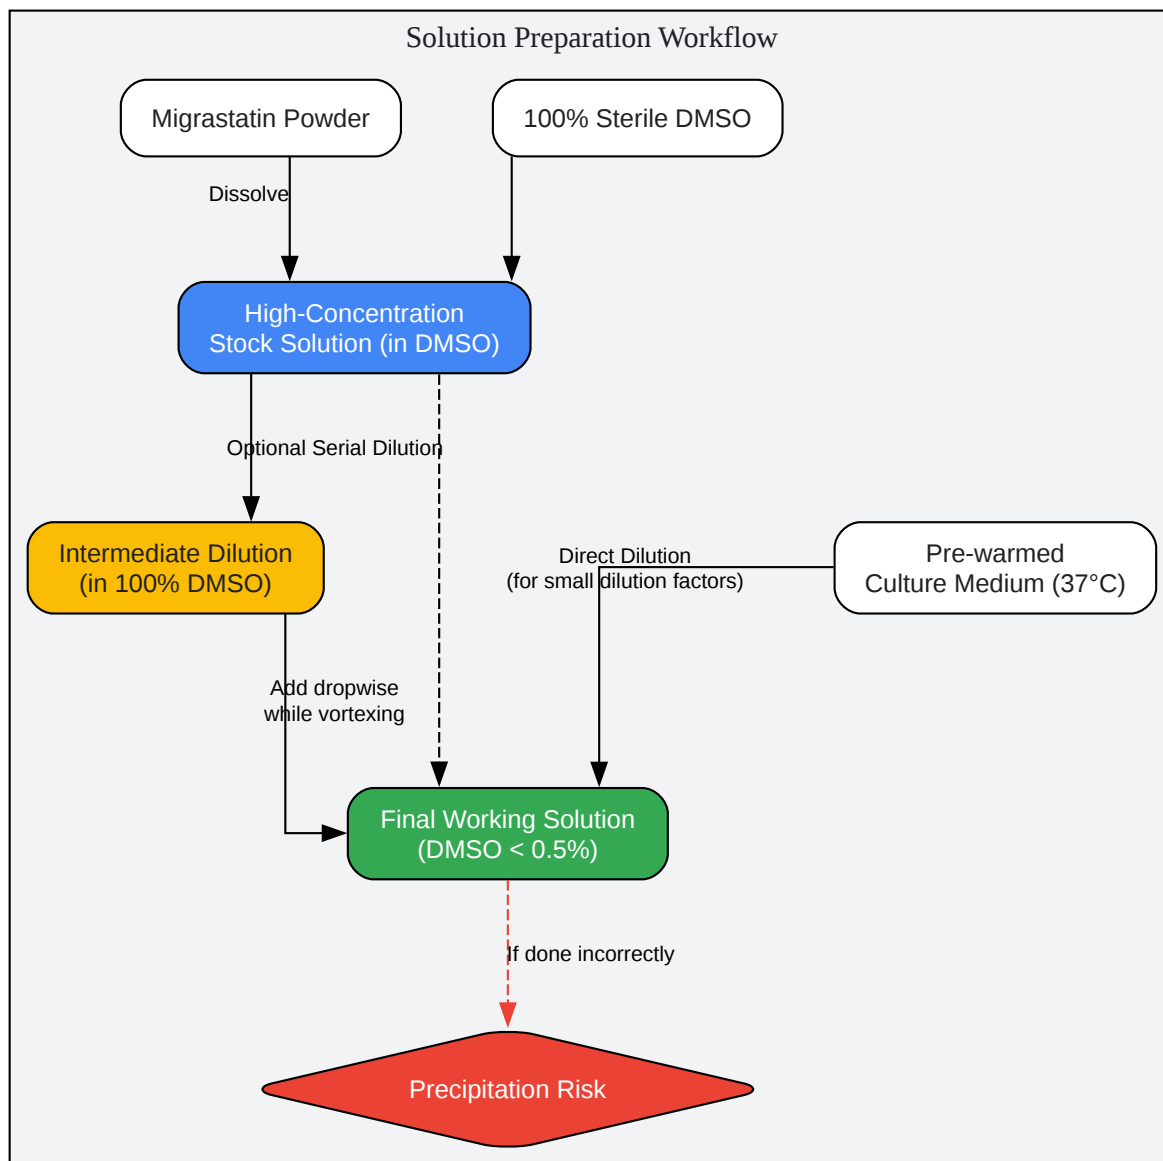 Solution Preparation Workflow
Migrastatin Powder
100% Sterile DMSO
Dissolve
High-Concentration
Stock Solution (in DMSO)
Optional Serial Dilution
Intermediate Dilution
(in 100% DMSO)
Direct Dilution
(for small dilution factors)
Pre-warmed
Culture Medium (37°C)
Add dropwise
while vortexing
Final Working Solution
(DMSO < 0.5%)
If done incorrectly
Precipitation Risk